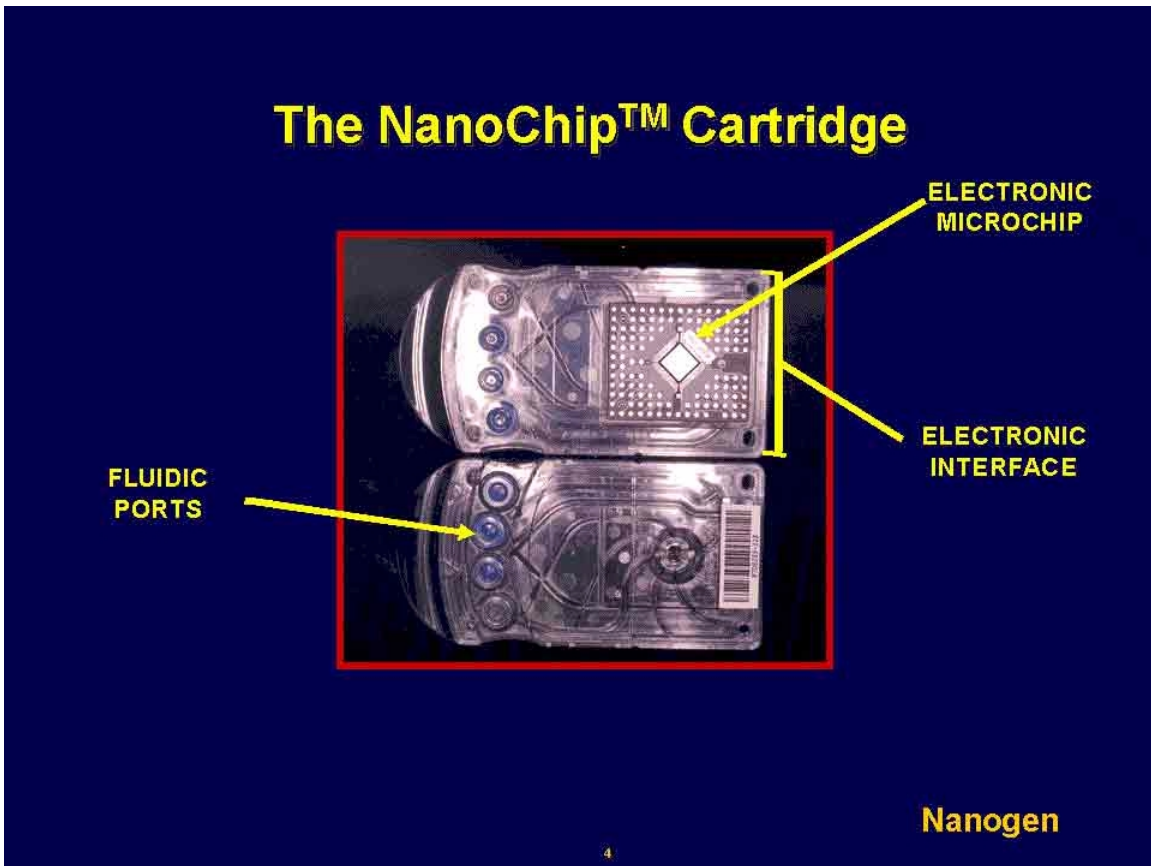 The NanoChip™ Cartridge
ELECTRONIC
MICROCHIP
ELECTRONIC
INTERFACE
FLUIDIC
PORTS
Nanogen
4